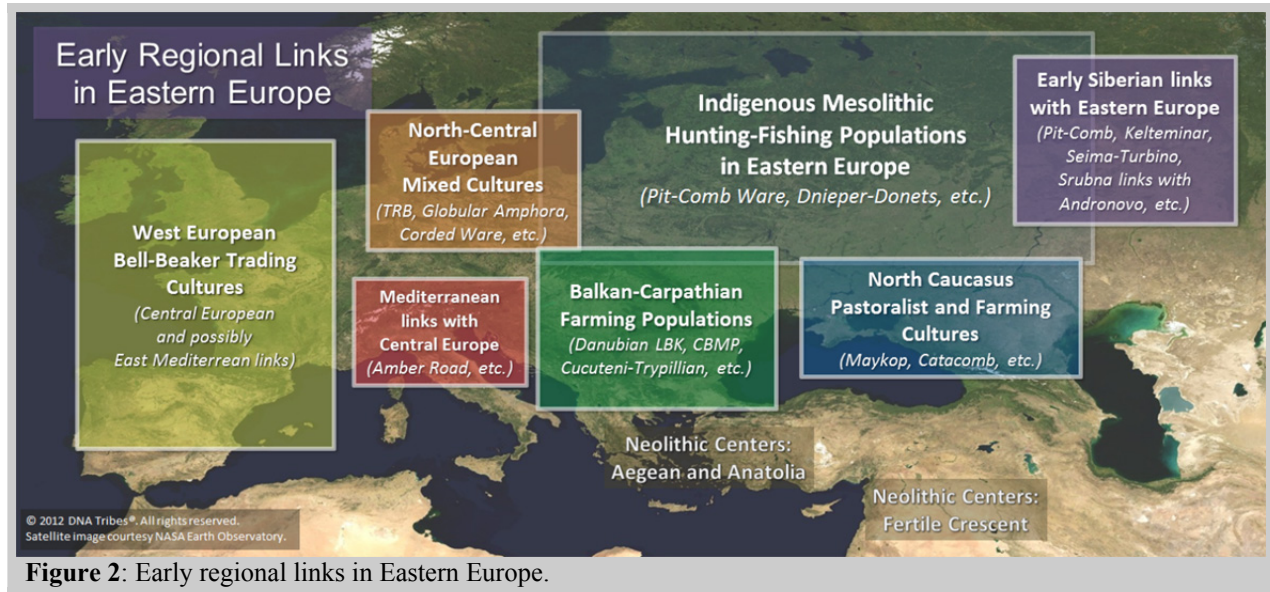 Early Regional Links
in Eastern Europe
West European
Bell-Beaker Trading
Cultures
(Central European
and possibly
East Mediterrean links)
North-Central
European
Mixed Cultures
(TRB, Globular Amphora,
Corded Ware, etc.)
Mediterranean
links with
Central Europe
(Amber Road, etc.)
Indigenous Mesolithic
Hunting-Fishing Populations
in Eastern Europe
(Pit-Comb Ware, Dnieper-Donets, etc.)
Balkan-Carpathian
Farming Populations
(Danubian LBK, CBMP,
Cucuteni-Trypillian, etc.)
Early Siberian links
with Eastern Europe
(Pit-Comb, Kelteminar,
Seima-Turbino,
Srubna links with
Andronovo, etc.)
North Caucasus
Pastoralist and Farming
Cultures
(Maykop, Catacomb, etc.)
Neolithic Centers:
Aegean and Anatolia
Neolithic Centers:
Fertile Crescent
© 2012 DNA Tribes®. All rights reserved.
Satellite image courtesy NASA Earth Observatory.
Figure 2: Early regional links in Eastern Europe.